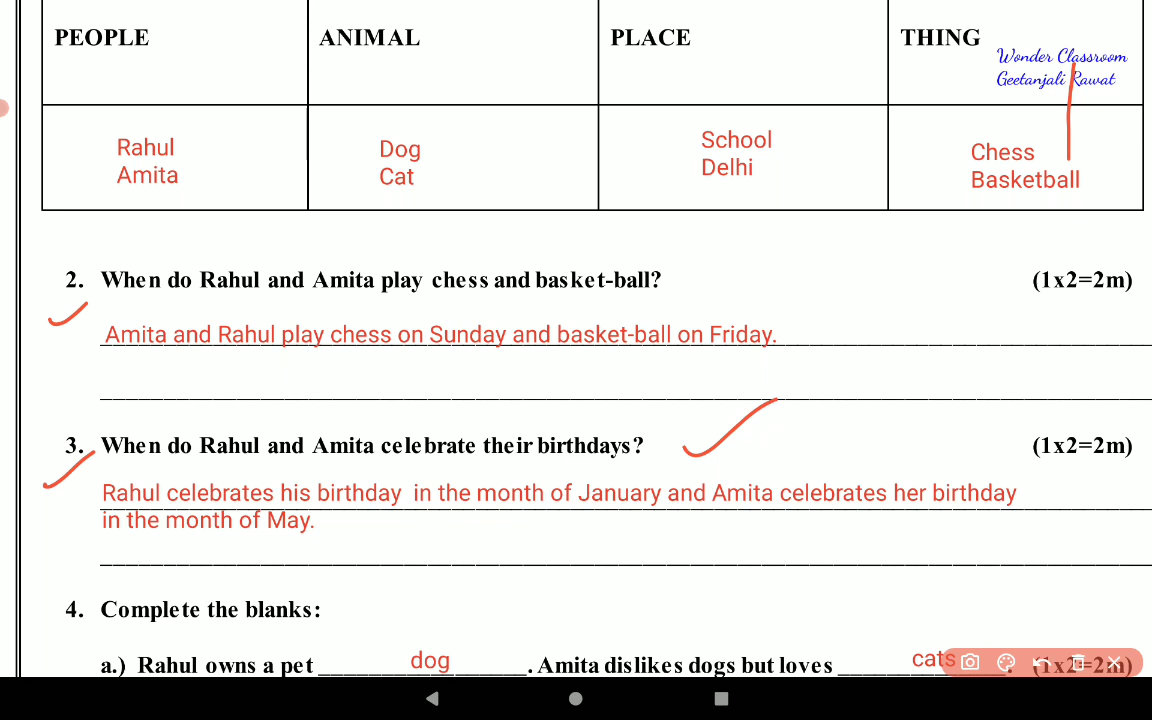 PEOPLE ANIMAL PLACE THING
Wonder Classroom
Geetanjali Rawat
Rahul Dog School Chess
Amita Cat Delhi Basketball
2. When do Rahul and Amita play chess and basket-ball? (1x2=2m)
Amita and Rahul play chess on Sunday and basket-ball on Friday.
3. When do Rahul and Amita celebrate their birthdays? (1x2=2m)
Rahul celebrates his birthday in the month of January and Amita celebrates her birthday
in the month of May.
4. Complete the blanks:
a.) Rahul owns a pet dog. Amita dislikes dogs but loves cats. (1x2=2m)